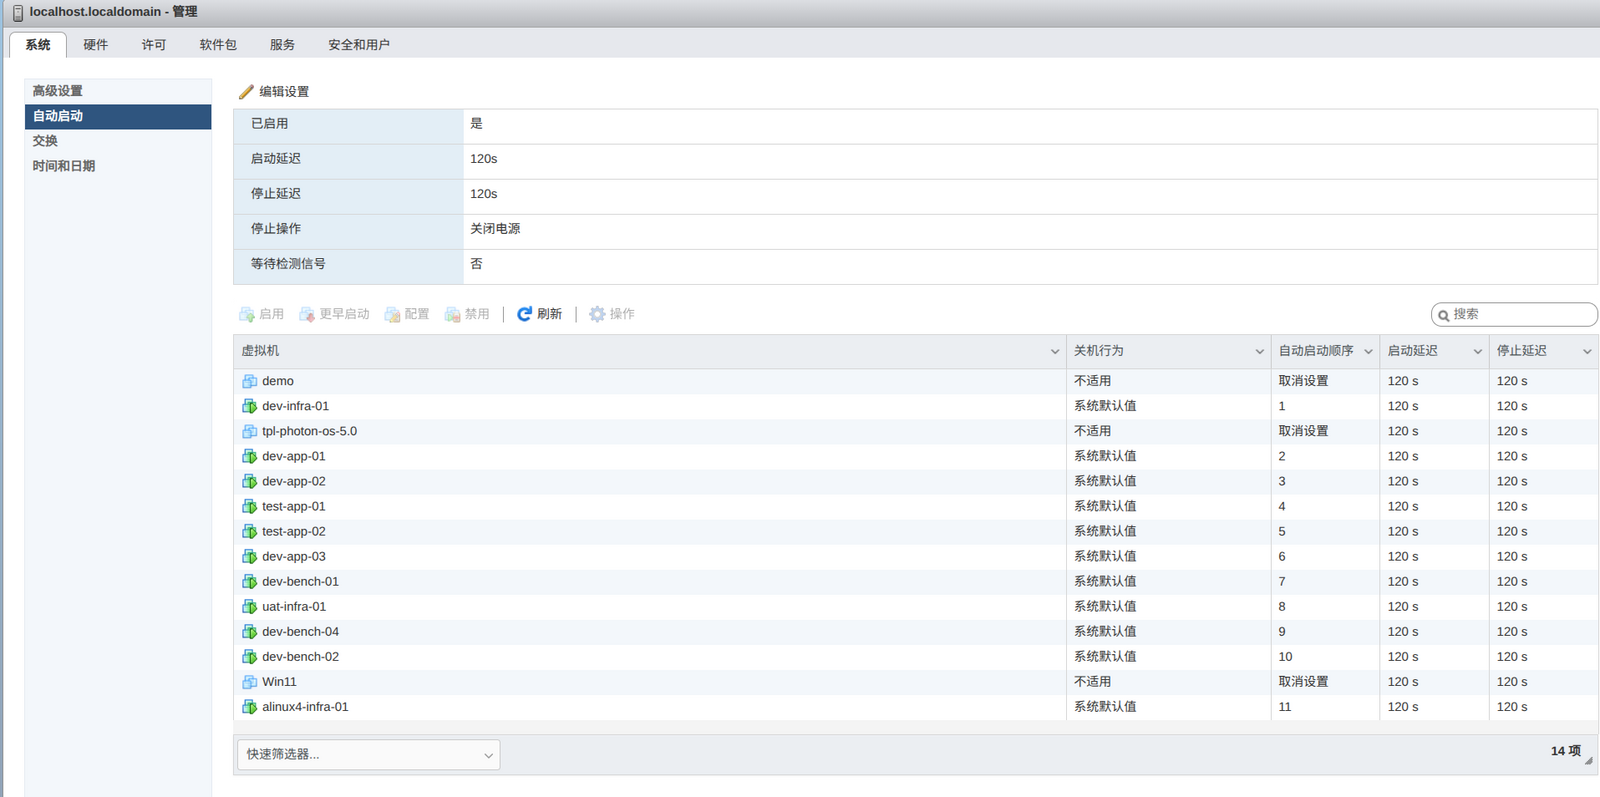 localhost.localdomain - 管理
系统 硬件 许可 软件包 服务 安全和用户
高级设置
自动启动
交换
时间和日期
编辑设置
已启用 是
启动延迟 120s
停止延迟 120s
停止操作 关闭电源
等待检测信号 否
启用 更早启动 配置 禁用 刷新 操作 搜索
虚拟机 关机行为 自动启动顺序 启动延迟 停止延迟
demo 不适用 取消设置 120 s 120 s
dev-infra-01 系统默认值 1 120 s 120 s
tpl-photon-os-5.0 不适用 取消设置 120 s 120 s
dev-app-01 系统默认值 2 120 s 120 s
dev-app-02 系统默认值 3 120 s 120 s
test-app-01 系统默认值 4 120 s 120 s
test-app-02 系统默认值 5 120 s 120 s
dev-app-03 系统默认值 6 120 s 120 s
dev-bench-01 系统默认值 7 120 s 120 s
uat-infra-01 系统默认值 8 120 s 120 s
dev-bench-04 系统默认值 9 120 s 120 s
dev-bench-02 系统默认值 10 120 s 120 s
Win11 不适用 取消设置 120 s 120 s
alinux4-infra-01 系统默认值 11 120 s 120 s
快速筛选器... 14 项